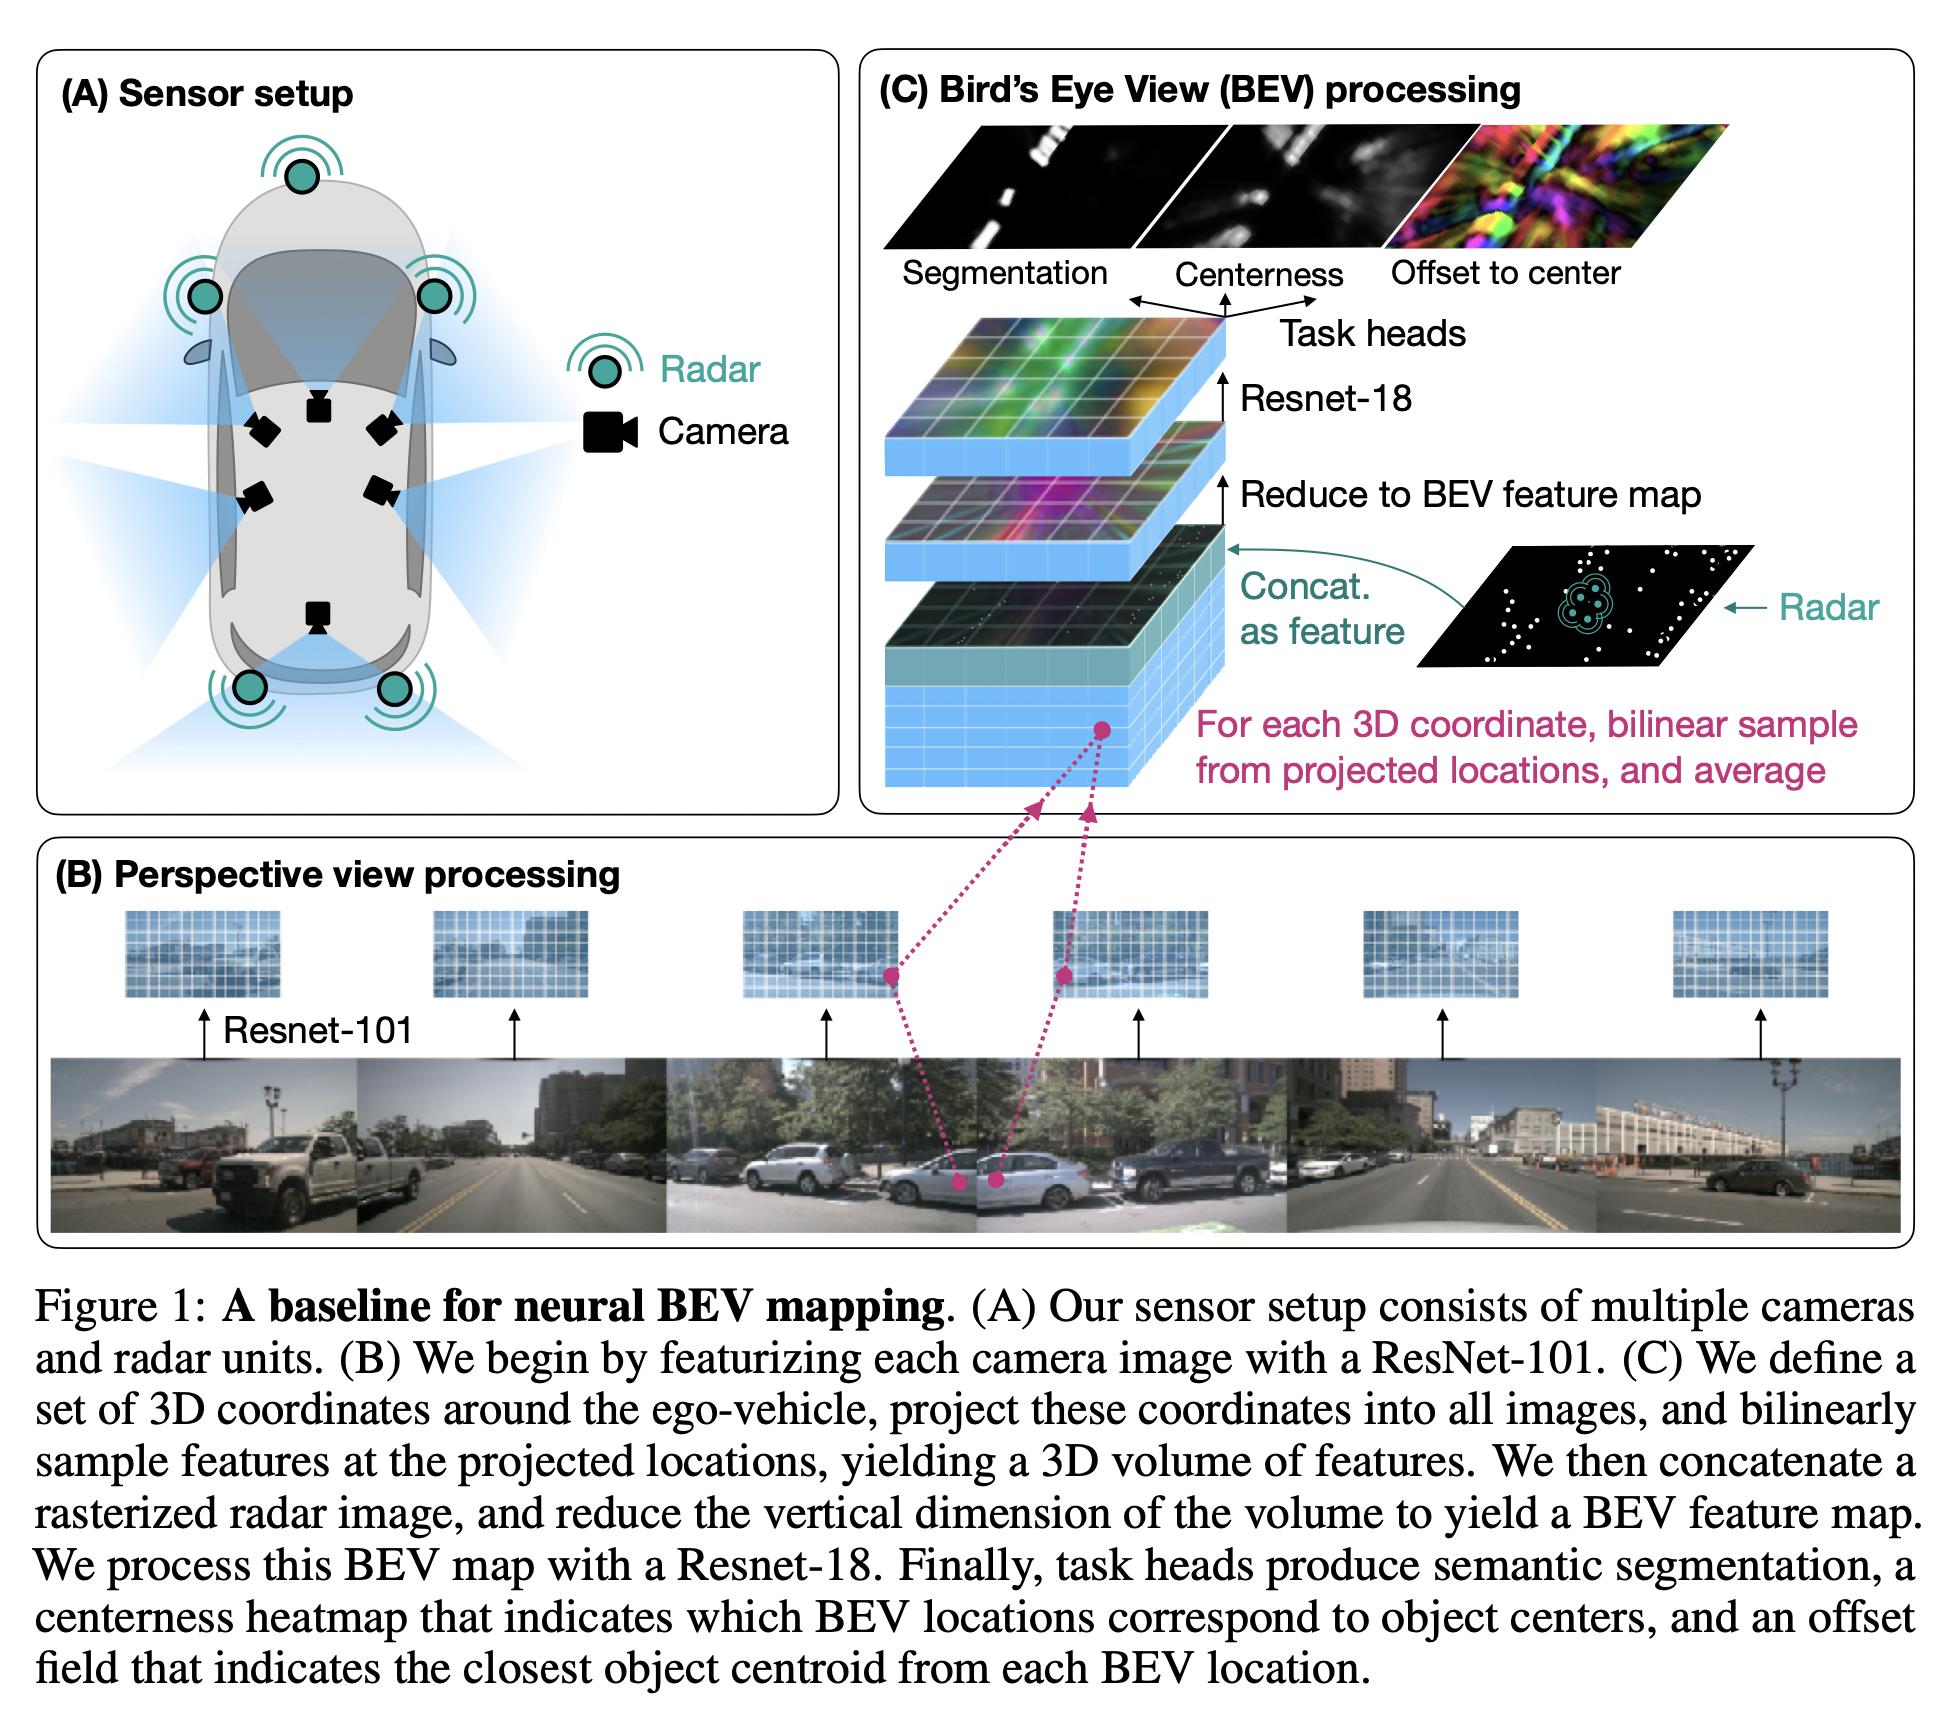 (A) Sensor setup
Radar
Camera
(C) Bird's Eye View (BEV) processing
Segmentation
Centerness
Offset to center
Task heads
Resnet-18
Reduce to BEV feature map
Concat.
as feature
Radar
For each 3D coordinate, bilinear sample
from projected locations, and average
(B) Perspective view processing
Resnet-101
Figure 1: A baseline for neural BEV mapping. (A) Our sensor setup consists of multiple cameras
and radar units. (B) We begin by featurizing each camera image with a ResNet-101. (C) We define a
set of 3D coordinates around the ego-vehicle, project these coordinates into all images, and bilinearly
sample features at the projected locations, yielding a 3D volume of features. We then concatenate a
rasterized radar image, and reduce the vertical dimension of the volume to yield a BEV feature map.
We process this BEV map with a Resnet-18. Finally, task heads produce semantic segmentation, a
centerness heatmap that indicates which BEV locations correspond to object centers, and an offset
field that indicates the closest object centroid from each BEV location.